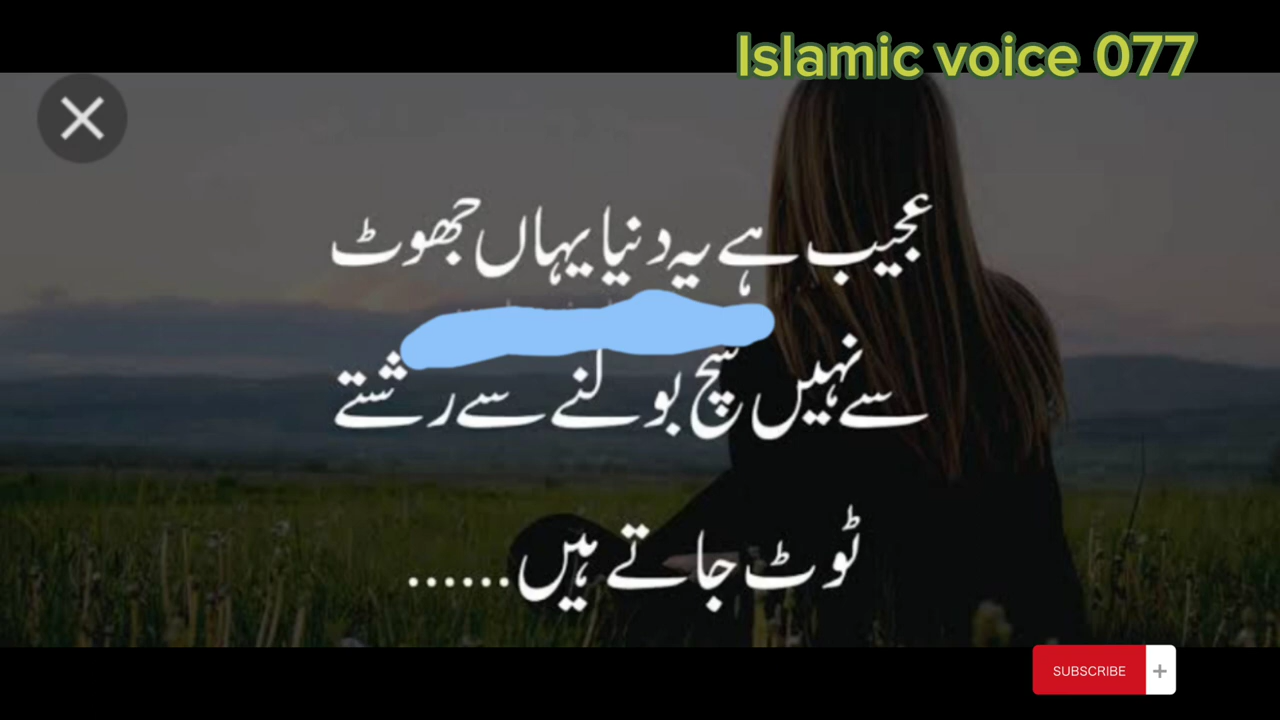 Islamic voice 077
عجیب ہے یہ دنیا یہاں جھوٹ
سے نہیں سچ بولنے سے رشتے
ٹوٹ جاتے ہیں......
SUBSCRIBE +